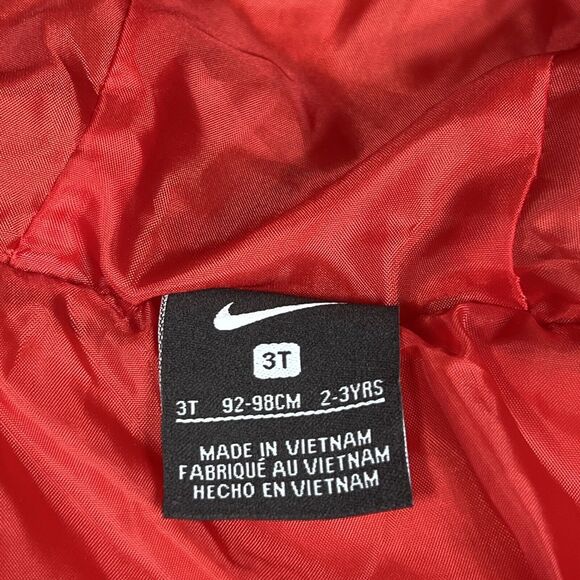 3T
3T 92-98CM 2-3YRS
MADE IN VIETNAM
FABRIQUÉ AU VIETNAM
HECHO EN VIETNAM